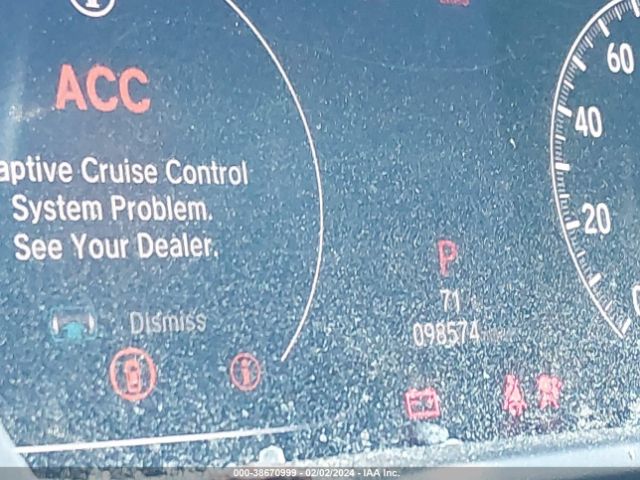 ACC
aptive Cruise Control
System Problem.
See Your Dealer.
Dismiss
60
40
20
P
71
098574
000-38670999 - 02/02/2024 - IAA Inc.